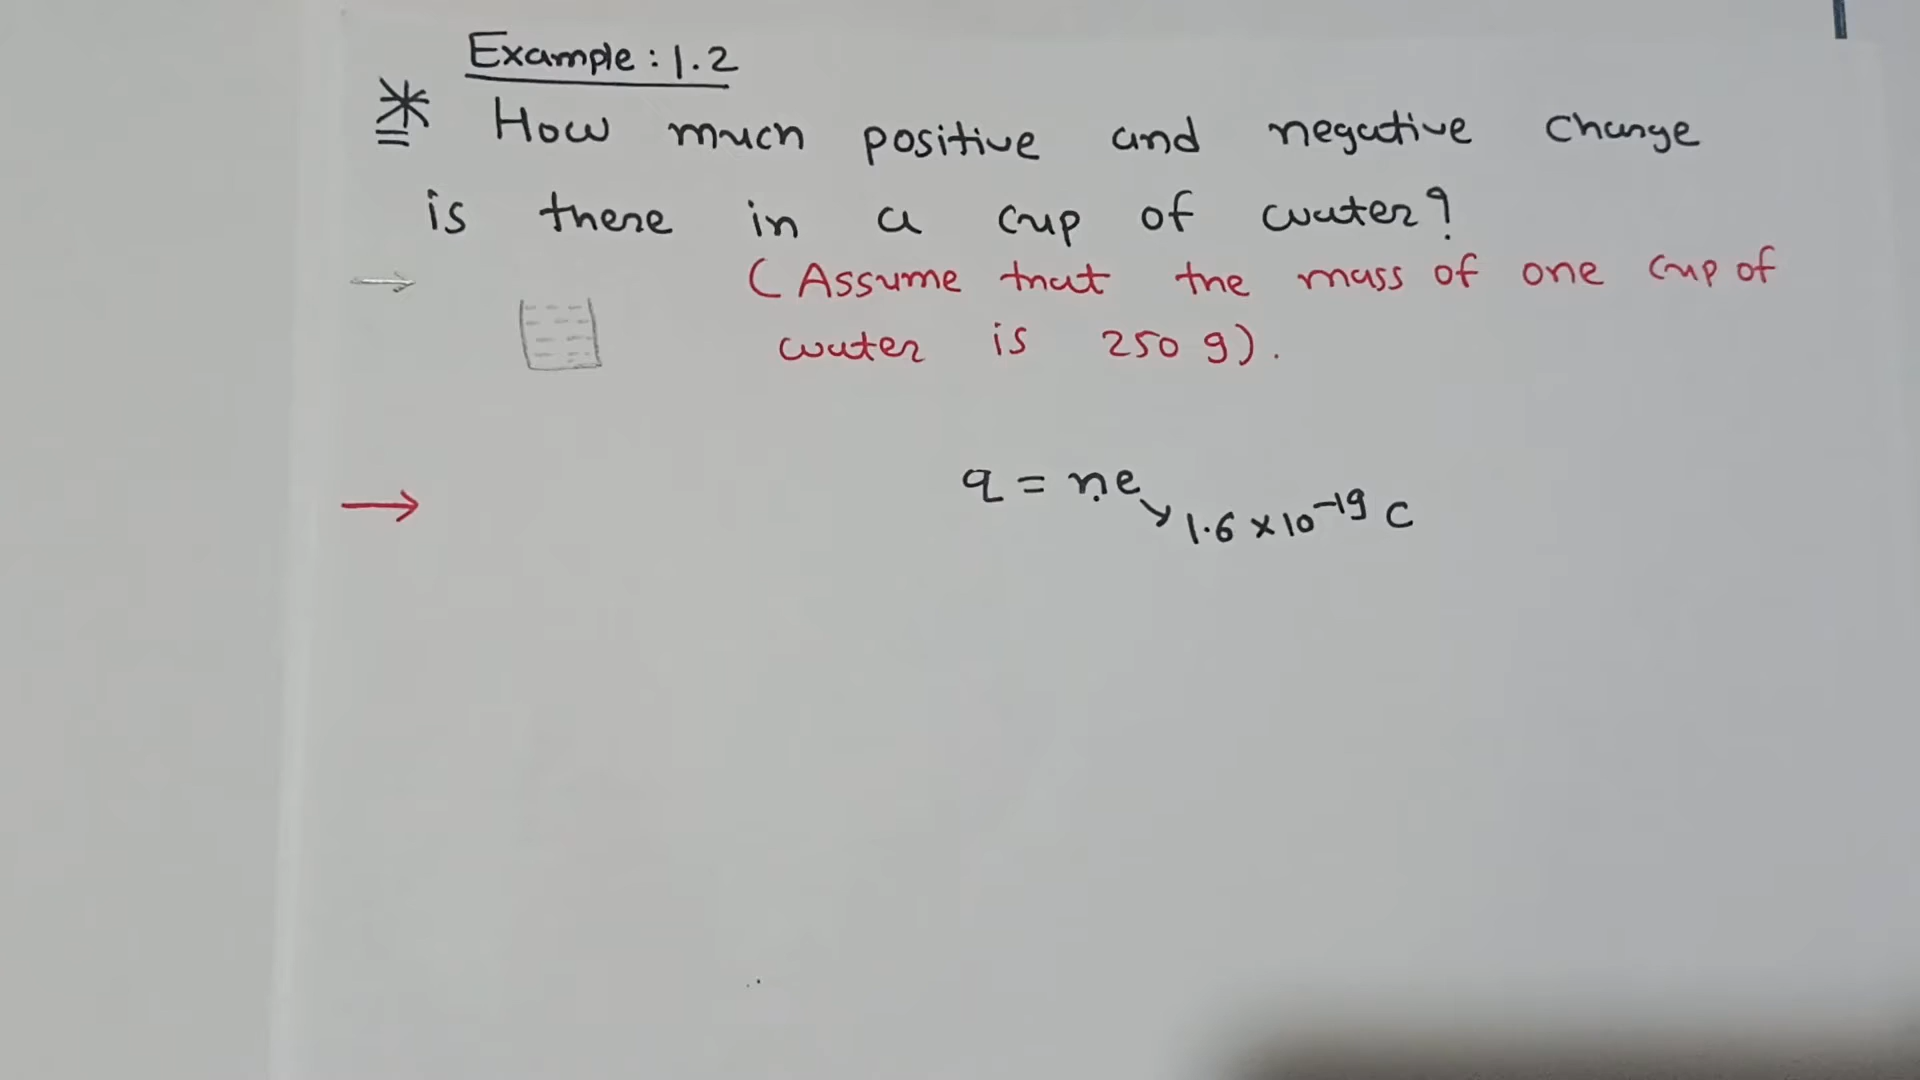 Example: 1.2
* How much positive and negative charge
is there in a cup of water?
(Assume that the mass of one cup of
water is 250 g).
→ q = ne
1.6 × 10⁻¹⁹ C